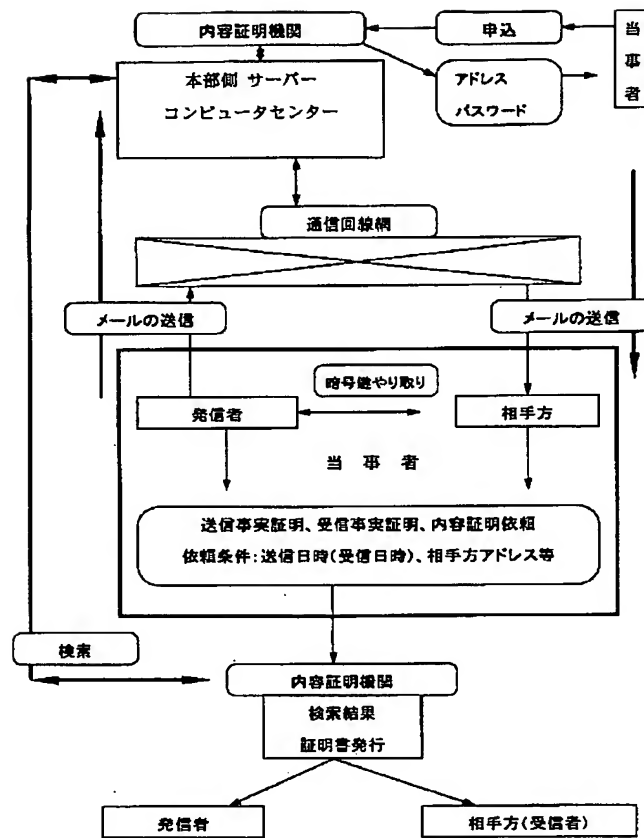 内容証明機関
申込
当事者
本部側 サーバー
コンピュータセンター
アドレス
パスワード
通信回線網
メールの送信
メールの送信
暗号鍵やり取り
発信者
相手方
当 事 者
送信事実証明、受信事実証明、内容証明依頼
依頼条件：送信日時(受信日時)、相手方アドレス等
検索
内容証明機関
検索結果
証明書発行
発信者
相手方(受信者)